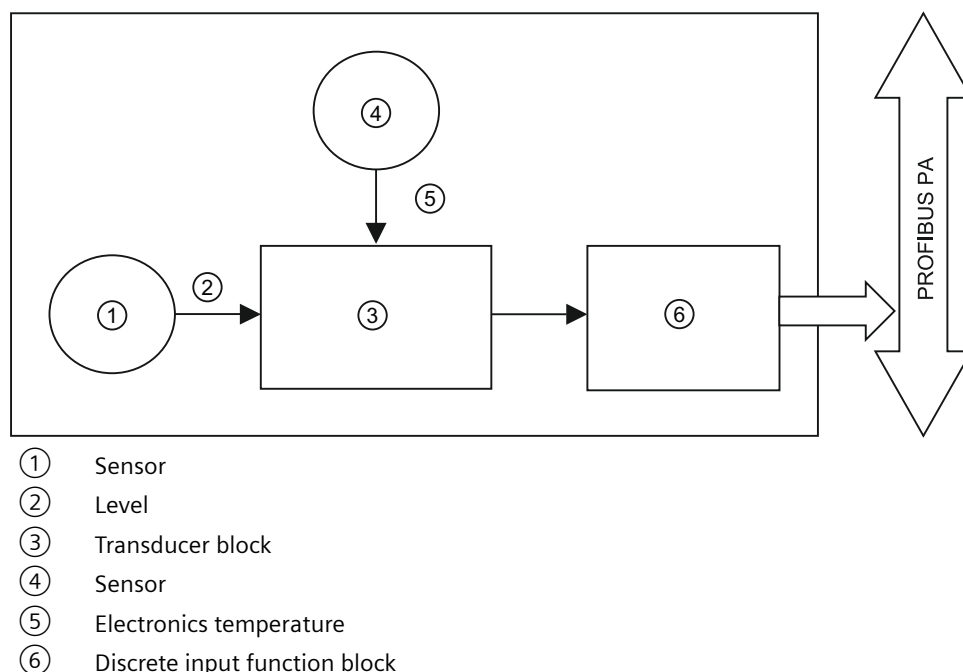 ④
⑤
PROFIBUS PA
②
①
③
⑥
① Sensor
② Level
③ Transducer block
④ Sensor
⑤ Electronics temperature
⑥ Discrete input function block